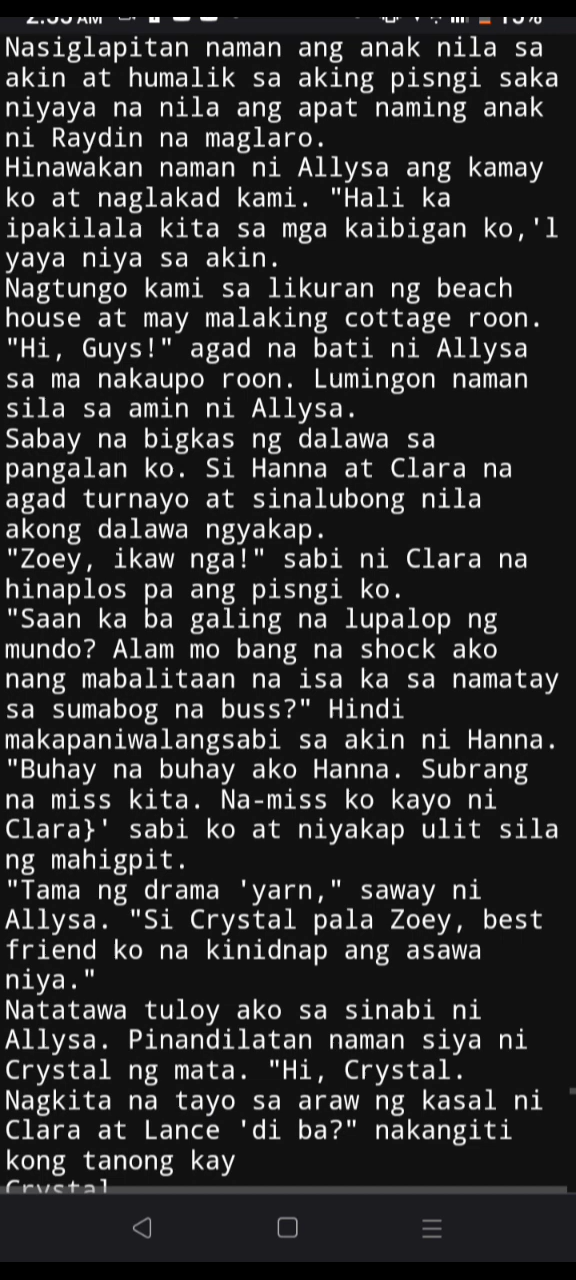 Nasiglapitan naman ang anak nila sa
akin at humalik sa aking pisngi saka
niyaya na nila ang apat naming anak
ni Raydin na maglaro.
Hinawakan naman ni Allysa ang kamay
ko at naglakad kami. "Hali ka
ipakilala kita sa mga kaibigan ko,'l
yaya niya sa akin.
Nagtungo kami sa likuran ng beach
house at may malaking cottage roon.
"Hi, Guys!" agad na bati ni Allysa
sa ma nakaupo roon. Lumingon naman
sila sa amin ni Allysa.
Sabay na bigkas ng dalawa sa
pangalan ko. Si Hanna at Clara na
agad turnayo at sinalubong nila
akong dalawa ngyakap.
"Zoey, ikaw nga!" sabi ni Clara na
hinaplos pa ang pisngi ko.
"Saan ka ba galing na lupalop ng
mundo? Alam mo bang na shock ako
nang mabalitaan na isa ka sa namatay
sa sumabog na buss?" Hindi
makapaniwalangsabi sa akin ni Hanna.
"Buhay na buhay ako Hanna. Subrang
na miss kita. Na-miss ko kayo ni
Clara}' sabi ko at niyakap ulit sila
ng mahigpit.
"Tama ng drama 'yarn," saway ni
Allysa. "Si Crystal pala Zoey, best
friend ko na kinidnap ang asawa
niya."
Natatawa tuloy ako sa sinabi ni
Allysa. Pinandilatan naman siya ni
Crystal ng mata. "Hi, Crystal.
Nagkita na tayo sa araw ng kasal ni
Clara at Lance 'di ba?" nakangiti
kong tanong kay
Crystal